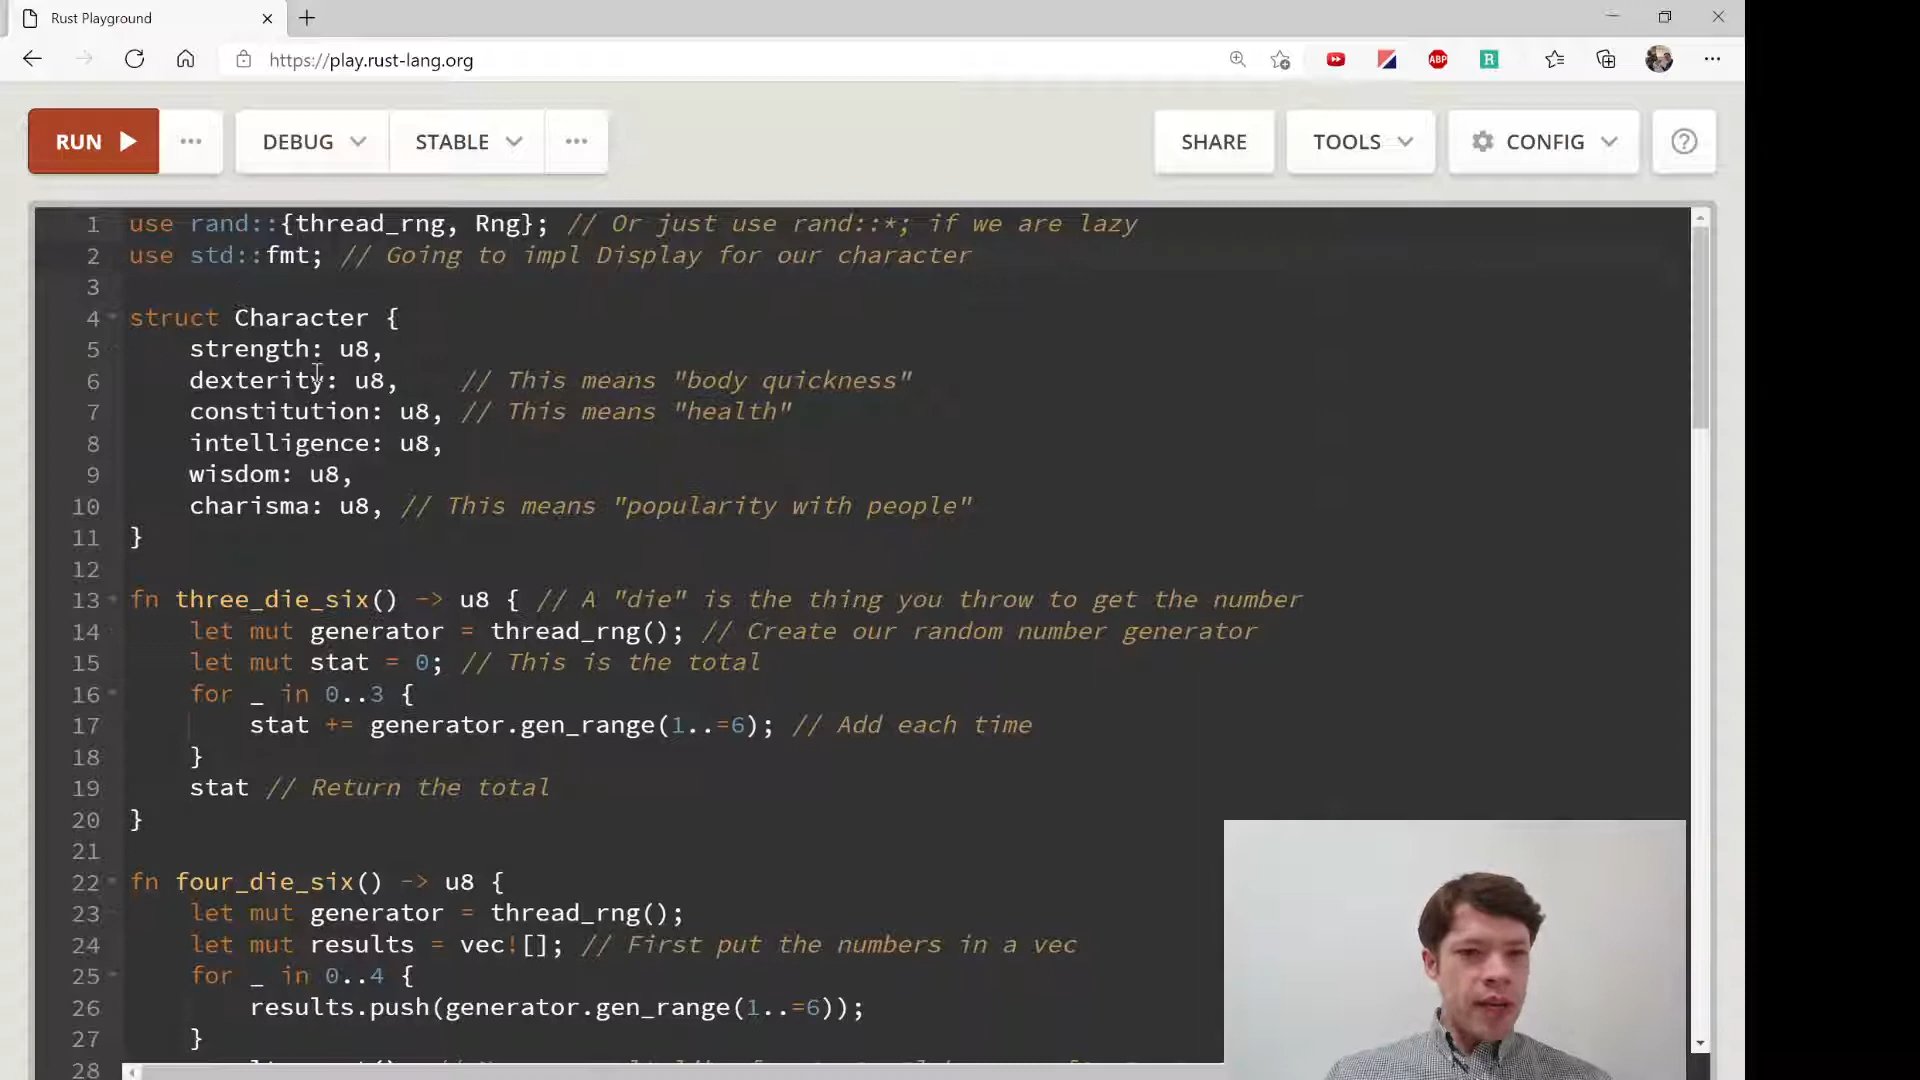 Rust Playground
https://play.rust-lang.org
ABP
R
RUN
DEBUG
STABLE
SHARE
TOOLS
CONFIG
1 use rand::{thread_rng, Rng}; // Or just use rand::*; if we are lazy
2 use std::fmt; // Going to impl Display for our character
3
4 struct Character {
5 strength: u8,
6 dexterity: u8, // This means "body quickness"
7 constitution: u8, // This means "health"
8 intelligence: u8,
9 wisdom: u8,
10 charisma: u8, // This means "popularity with people"
11 }
12
13 fn three_die_six() -> u8 { // A "die" is the thing you throw to get the number
14 let mut generator = thread_rng(); // Create our random number generator
15 let mut stat = 0; // This is the total
16 for _ in 0..3 {
17 stat += generator.gen_range(1..=6); // Add each time
18 }
19 stat // Return the total
20 }
21
22 fn four_die_six() -> u8 {
23 let mut generator = thread_rng();
24 let mut results = vec![]; // First put the numbers in a vec
25 for _ in 0..4 {
26 results.push(generator.gen_range(1..=6));
27 }
28